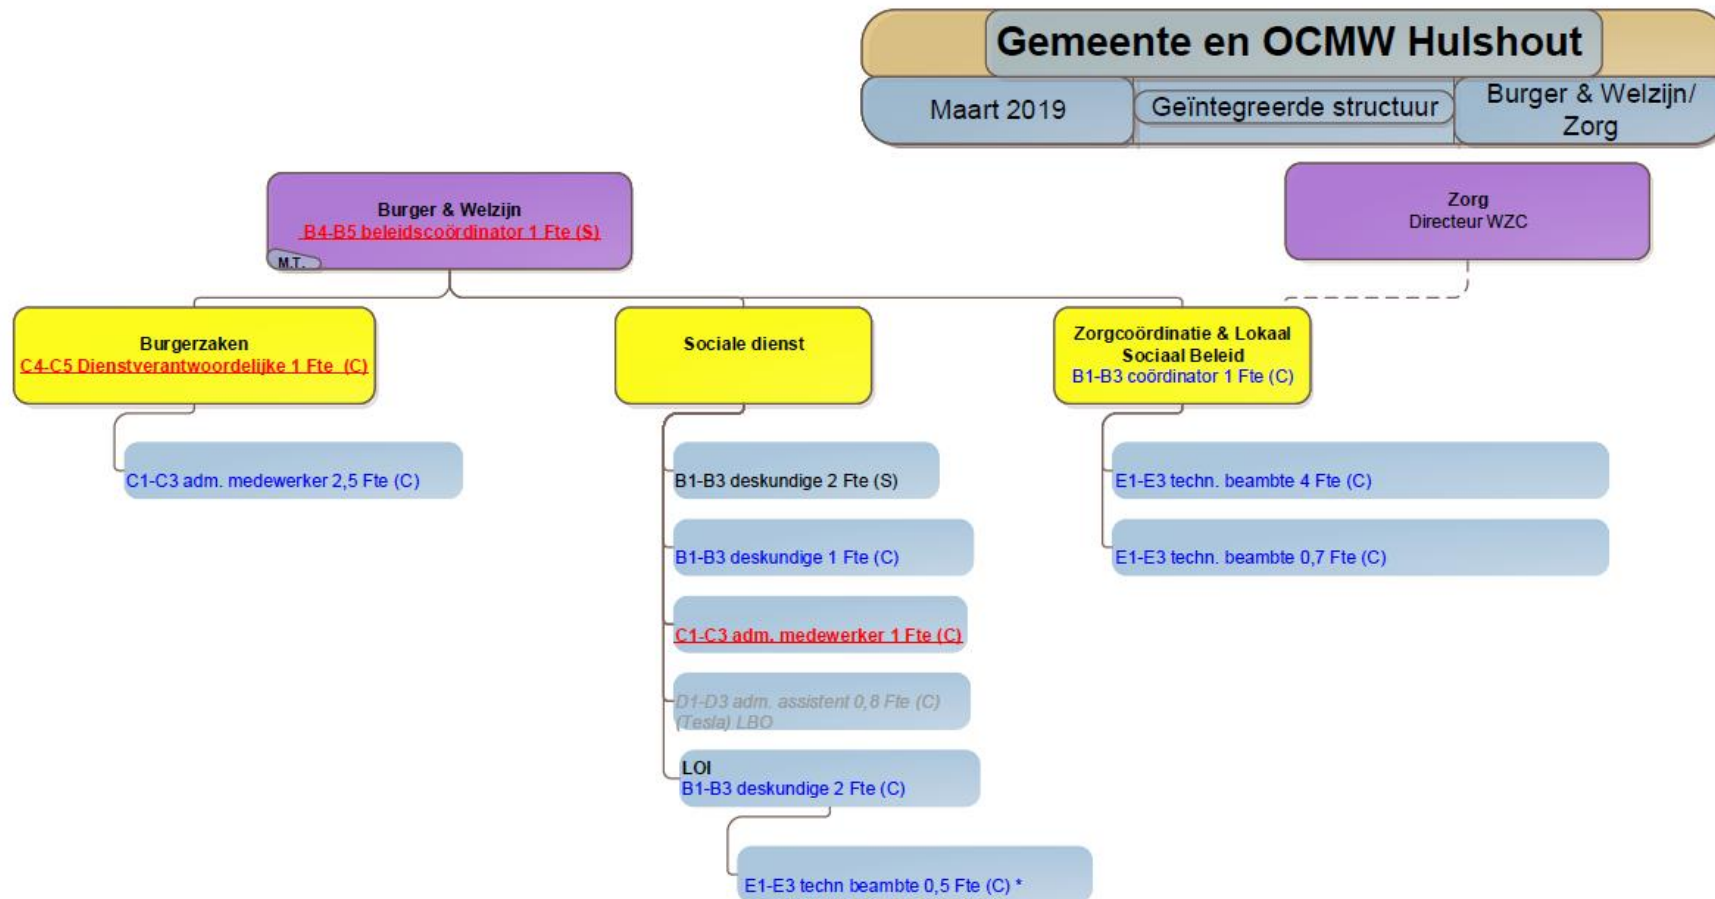 Gemeente en OCMW Hulshout
Maart 2019
Geïntegreerde structuur
Burger & Welzijn/
Zorg
Burger & Welzijn
B4-B5 beleidscoördinator 1 Fte (S)
M.T.
Zorg
Directeur WZC
Burgerzaken
C4-C5 Dienstverantwoordelijke 1 Fte (C)
C1-C3 adm. medewerker 2,5 Fte (C)
Sociale dienst
B1-B3 deskundige 2 Fte (S)
B1-B3 deskundige 1 Fte (C)
C1-C3 adm. medewerker 1 Fte (C)
D1-D3 adm. assistent 0,8 Fte (C)
(Tesla) LBO
LOI
B1-B3 deskundige 2 Fte (C)
E1-E3 techn beambte 0,5 Fte (C) *
Zorgcoördinatie & Lokaal
Sociaal Beleid
B1-B3 coördinator 1 Fte (C)
E1-E3 techn. beambte 4 Fte (C)
E1-E3 techn. beambte 0,7 Fte (C)